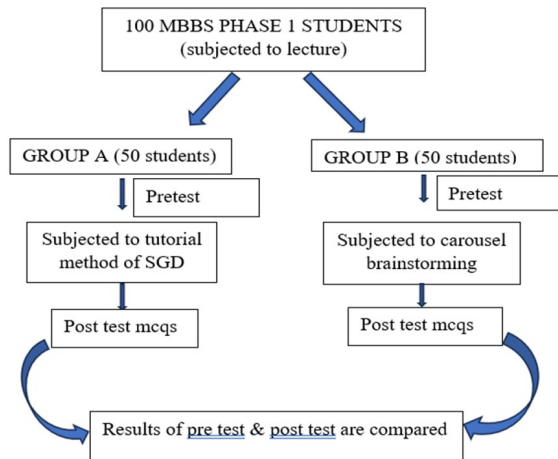 100 MBBS PHASE 1 STUDENTS
(subjected to lecture)
GROUP A (50 students)
GROUP B (50 students)
Pretest
Pretest
Subjected to tutorial
method of SGD
Subjected to carousel
brainstorming
Post test mcqs
Post test mcqs
Results of pre test & post test are compared